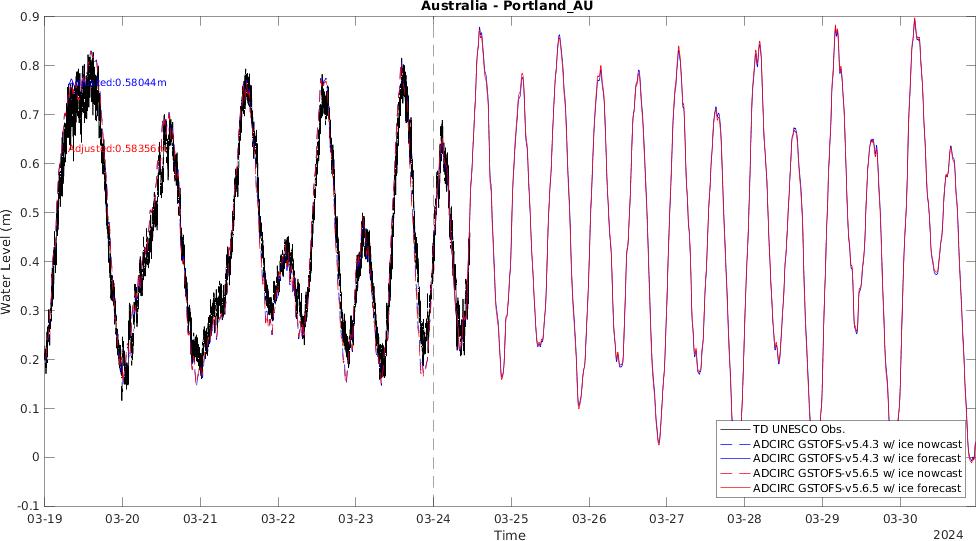 Australia - Portland_AU
0.9
0.8
0.7
0.6
0.5
0.4
0.3
0.2
0.1
0
-0.1
Water Level (m)
Adjusted:0.58044m
Adjusted:0.58356m
TD UNESCO Obs.
ADCIRC GSTOFS-v5.4.3 w/ ice nowcast
ADCIRC GSTOFS-v5.4.3 w/ ice forecast
ADCIRC GSTOFS-v5.6.5 w/ ice nowcast
ADCIRC GSTOFS-v5.6.5 w/ ice forecast
03-19 03-20 03-21 03-22 03-23 03-24 03-25 03-26 03-27 03-28 03-29 03-30
Time
2024